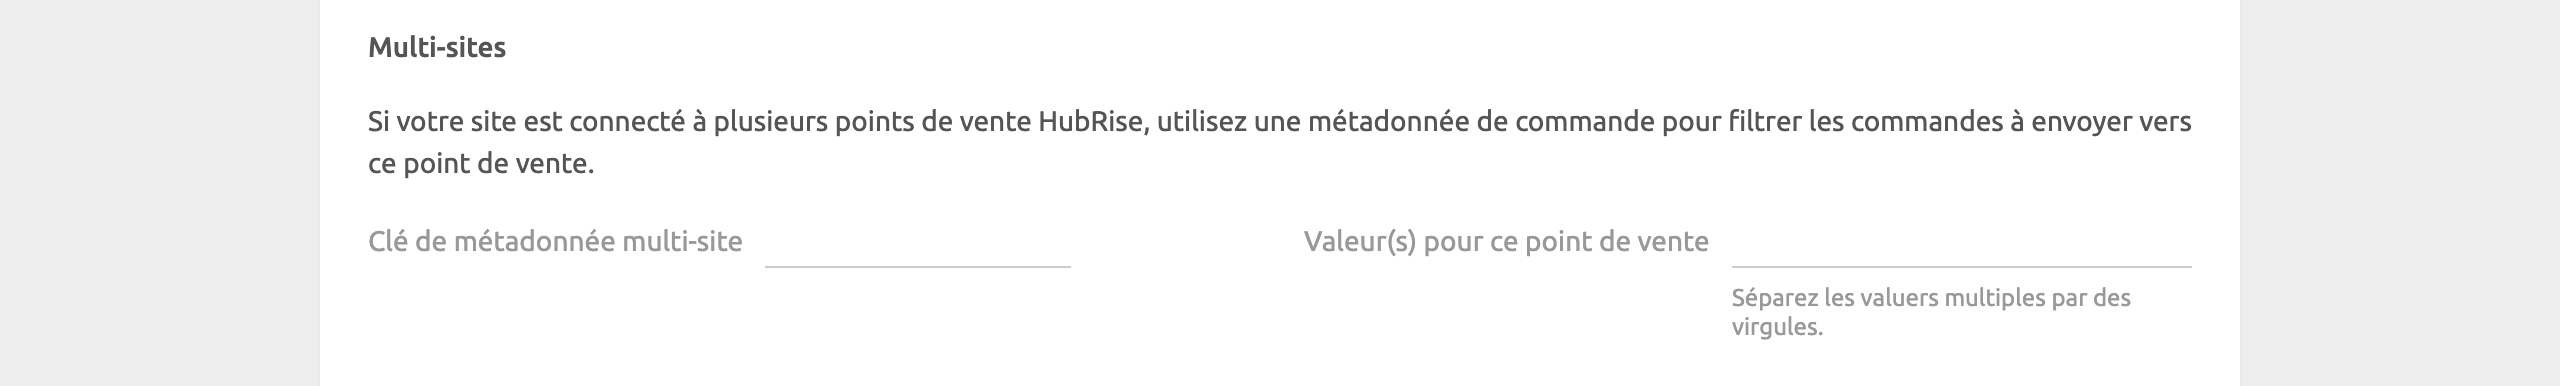 Multi-sites
Si votre site est connecté à plusieurs points de vente HubRise, utilisez une métadonnée de commande pour filtrer les commandes à envoyer vers
ce point de vente.
Clé de métadonnée multi-site
Valeur(s) pour ce point de vente
Séparez les valuers multiples par des
virgules.